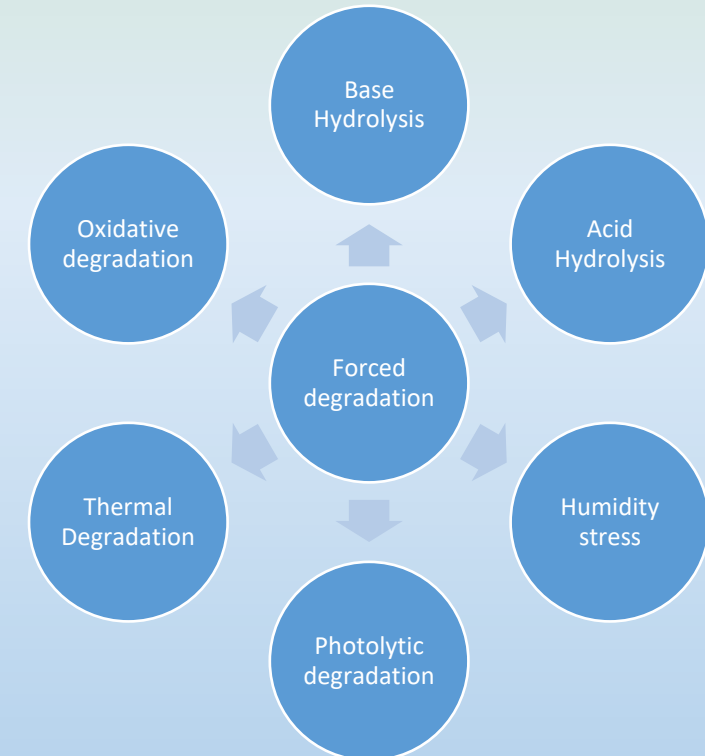 Base
Hydrolysis
Oxidative
degradation
Acid
Hydrolysis
Forced
degradation
Thermal
Degradation
Humidity
stress
Photolytic
degradation